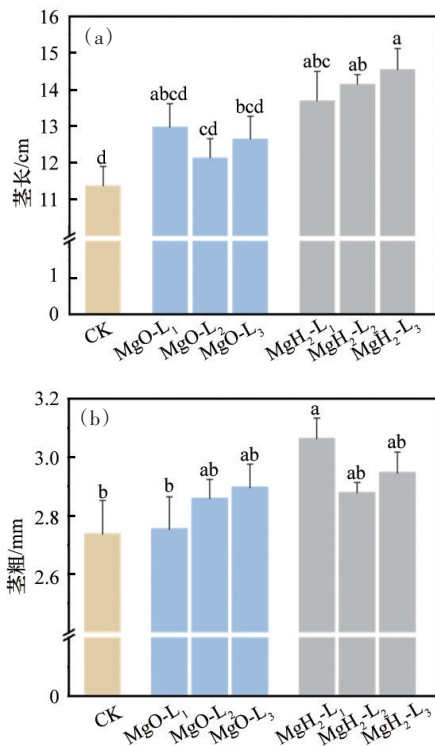 (a)
茎长/cm
16
15
14
13
12
11
1
0
d
abcd
cd
bcd
abc
ab
a
CK
MgO-L₁
MgO-L₂
MgO-L₃
MgH₂-L₁
MgH₂-L₂
MgH₂-L₃
(b)
茎粗/mm
3.2
3.0
2.8
2.6
0
b
b
ab
ab
a
ab
ab
CK
MgO-L₁
MgO-L₂
MgO-L₃
MgH₂-L₁
MgH₂-L₂
MgH₂-L₃